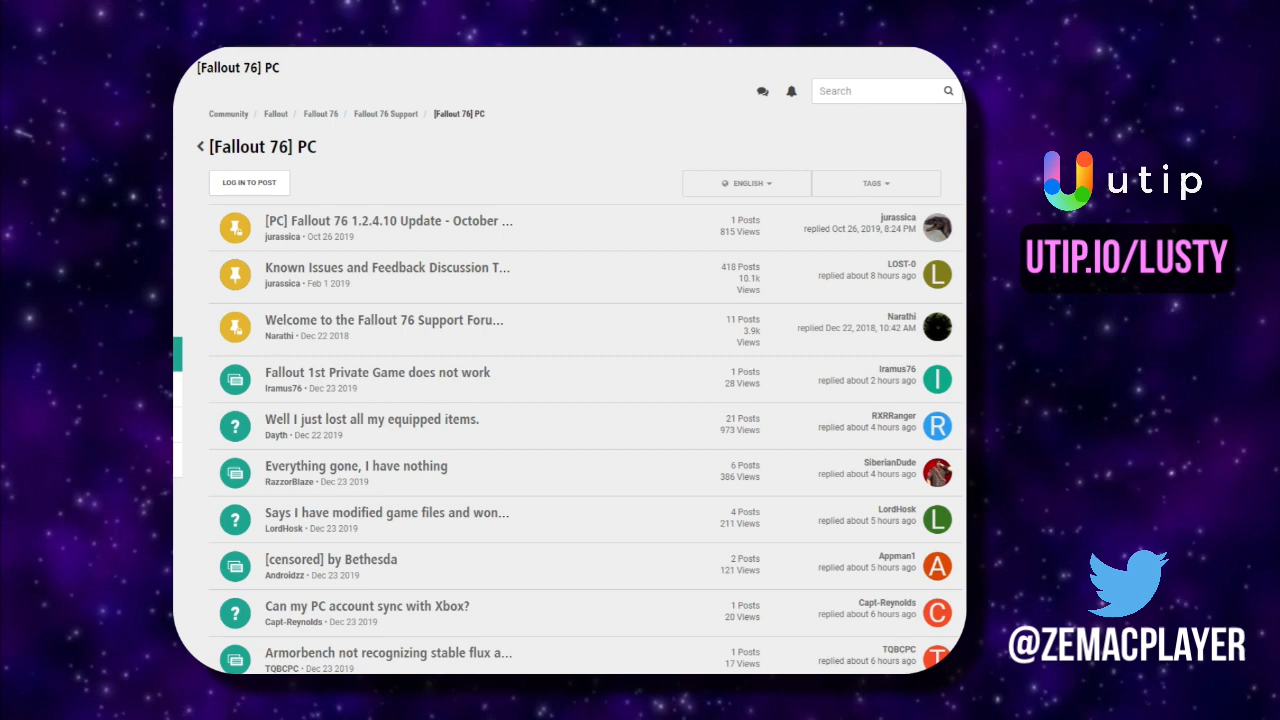 [Fallout 76] PC
Search
Community / Fallout / Fallout 76 / Fallout 76 Support / [Fallout 76] PC
[Fallout 76] PC
LOG IN TO POST
ENGLISH
TAGS
[PC] Fallout 76 1.2.4.10 Update - October ...
jurassica • Oct 26 2019
1 Posts
815 Views
jurassica
replied Oct 26, 2019, 8:24 PM
Known Issues and Feedback Discussion T...
jurassica • Feb 1 2019
418 Posts
10.1k
Views
LOST-0
replied about 8 hours ago
L
Welcome to the Fallout 76 Support Foru...
Narathi • Dec 22 2018
11 Posts
3.9k
Views
Narathi
replied Dec 22, 2018, 10:42 AM
Fallout 1st Private Game does not work
Iramus76 • Dec 23 2019
1 Posts
28 Views
Iramus76
replied about 2 hours ago
I
?
Well I just lost all my equipped items.
Dayth • Dec 22 2019
21 Posts
973 Views
RXRRanger
replied about 4 hours ago
R
Everything gone, I have nothing
RazzorBlaze • Dec 23 2019
6 Posts
386 Views
SiberianDude
replied about 4 hours ago
?
Says I have modified game files and won...
LordHosk • Dec 23 2019
4 Posts
211 Views
LordHosk
replied about 5 hours ago
L
[censored] by Bethesda
Androidzz • Dec 23 2019
2 Posts
121 Views
Appman1
replied about 5 hours ago
A
?
Can my PC account sync with Xbox?
Capt-Reynolds • Dec 23 2019
1 Posts
20 Views
Capt-Reynolds
replied about 6 hours ago
C
Armorbench not recognizing stable flux a...
TQBCPC • Dec 23 2019
1 Posts
17 Views
TQBCPC
replied about 6 hours ago
T
utip
UTIP.IO/LUSTY
@ZEMACPLAYER